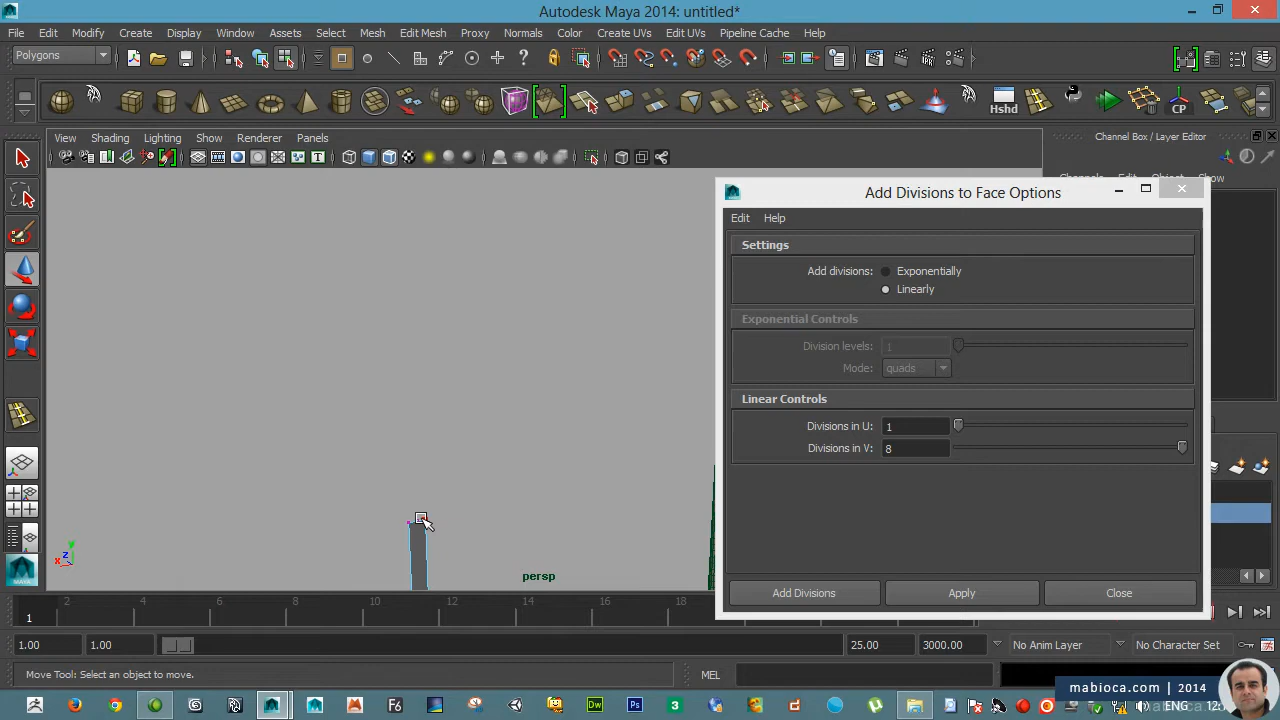 Autodesk Maya 2014: untitled*
File Edit Modify Create Display Window Assets Select Mesh Edit Mesh Proxy Normals Color Create UVs Edit UVs Pipeline Cache Help
Polygons
Hshd
CP
View Shading Lighting Show Renderer Panels
Channel Box / Layer Editor
Channels Edit Object Show
Add Divisions to Face Options
Edit Help
Settings
Add divisions: Exponentially
Linearly
Exponential Controls
Division levels: 1
Mode: quads
Linear Controls
Divisions in U: 1
Divisions in V: 8
Add Divisions Apply Close
y
z
x
persp
MAYA
1 2 4 6 8 10 12 14 16 18
1.00 1.00 25.00 3000.00 No Anim Layer No Character Set
Move Tool: Select an object to move. MEL
mabioca.com | 2014
F6 Dw Ps 3 ENG